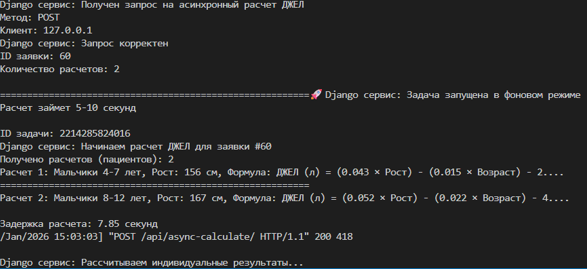 Django сервис: Получен запрос на асинхронный расчет ДЖЕЛ
Метод: POST
Клиент: 127.0.0.1
Django сервис: Запрос корректен
ID заявки: 60
Количество расчетов: 2
============================================================🚀 Django сервис: Задача запущена в фоновом режиме
Расчет займет 5-10 секунд
ID задачи: 2214285824016
Django сервис: Начинаем расчет ДЖЕЛ для заявки #60
Получено расчетов (пациентов): 2
Расчет 1: Мальчики 4-7 лет, Рост: 156 см, Формула: ДЖЕЛ (л) = (0.043 × Рост) - (0.015 × Возраст) - 2....
============================================================
Расчет 2: Мальчики 8-12 лет, Рост: 167 см, Формула: ДЖЕЛ (л) = (0.052 × Рост) - (0.022 × Возраст) - 4....
Задержка расчета: 7.85 секунд
/Jan/2026 15:03:03] "POST /api/async-calculate/ HTTP/1.1" 200 418
Django сервис: Рассчитываем индивидуальные результаты...